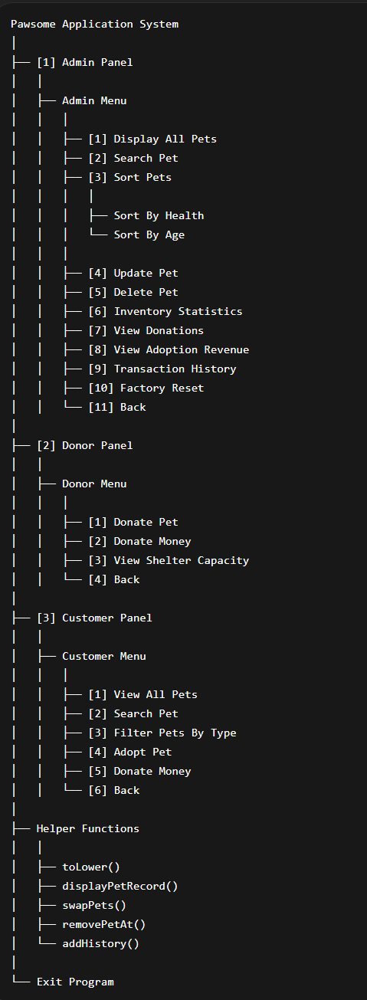 Pawsome Application System
│
├── [1] Admin Panel
│   │
│   ├── Admin Menu
│   │   │
│   │   ├── [1] Display All Pets
│   │   ├── [2] Search Pet
│   │   ├── [3] Sort Pets
│   │   │   │
│   │   │   ├── Sort By Health
│   │   │   └── Sort By Age
│   │   │
│   │   ├── [4] Update Pet
│   │   ├── [5] Delete Pet
│   │   ├── [6] Inventory Statistics
│   │   ├── [7] View Donations
│   │   ├── [8] View Adoption Revenue
│   │   ├── [9] Transaction History
│   │   ├── [10] Factory Reset
│   │   └── [11] Back
│
├── [2] Donor Panel
│   │
│   ├── Donor Menu
│   │   │
│   │   ├── [1] Donate Pet
│   │   ├── [2] Donate Money
│   │   ├── [3] View Shelter Capacity
│   │   └── [4] Back
│
├── [3] Customer Panel
│   │
│   ├── Customer Menu
│   │   │
│   │   ├── [1] View All Pets
│   │   ├── [2] Search Pet
│   │   ├── [3] Filter Pets By Type
│   │   ├── [4] Adopt Pet
│   │   ├── [5] Donate Money
│   │   └── [6] Back
│
├── Helper Functions
│   │
│   ├── toLower()
│   ├── displayPetRecord()
│   ├── swapPets()
│   ├── removePetAt()
│   └── addHistory()
│
└── Exit Program